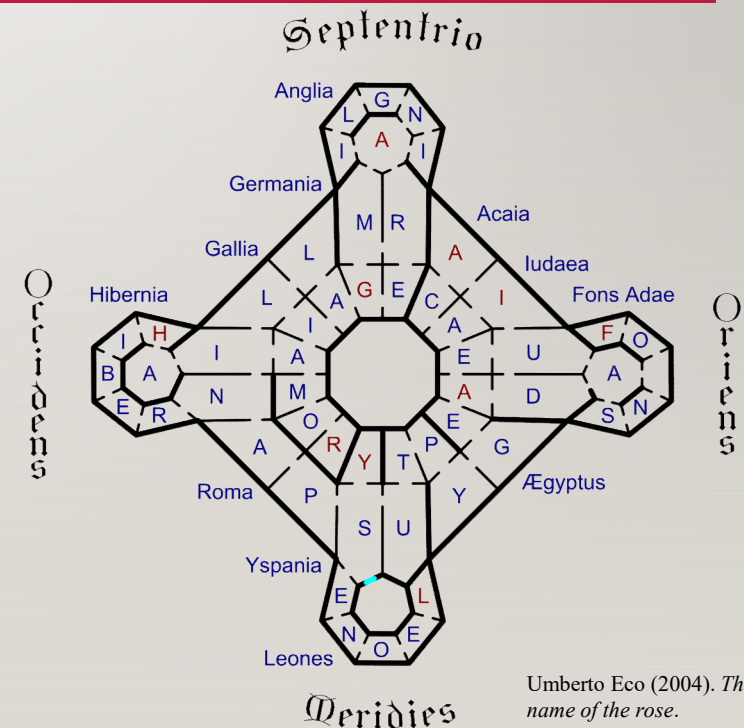 Septentrio
Anglia
L G N
I A I
Germania
Acaia
M R
Gallia
L A
Iudaea
Occidens
Hibernia
L A G E C I
Fons Adae
Oriens
I H
I A
F O
I A E U
B A
A
N M A D
E R
O E
S N
A R Y T P G
Roma
P Y
Ægyptus
S U
Yspania
E L
N O E
Leones
Meridies
Umberto Eco (2004). Th
name of the rose.